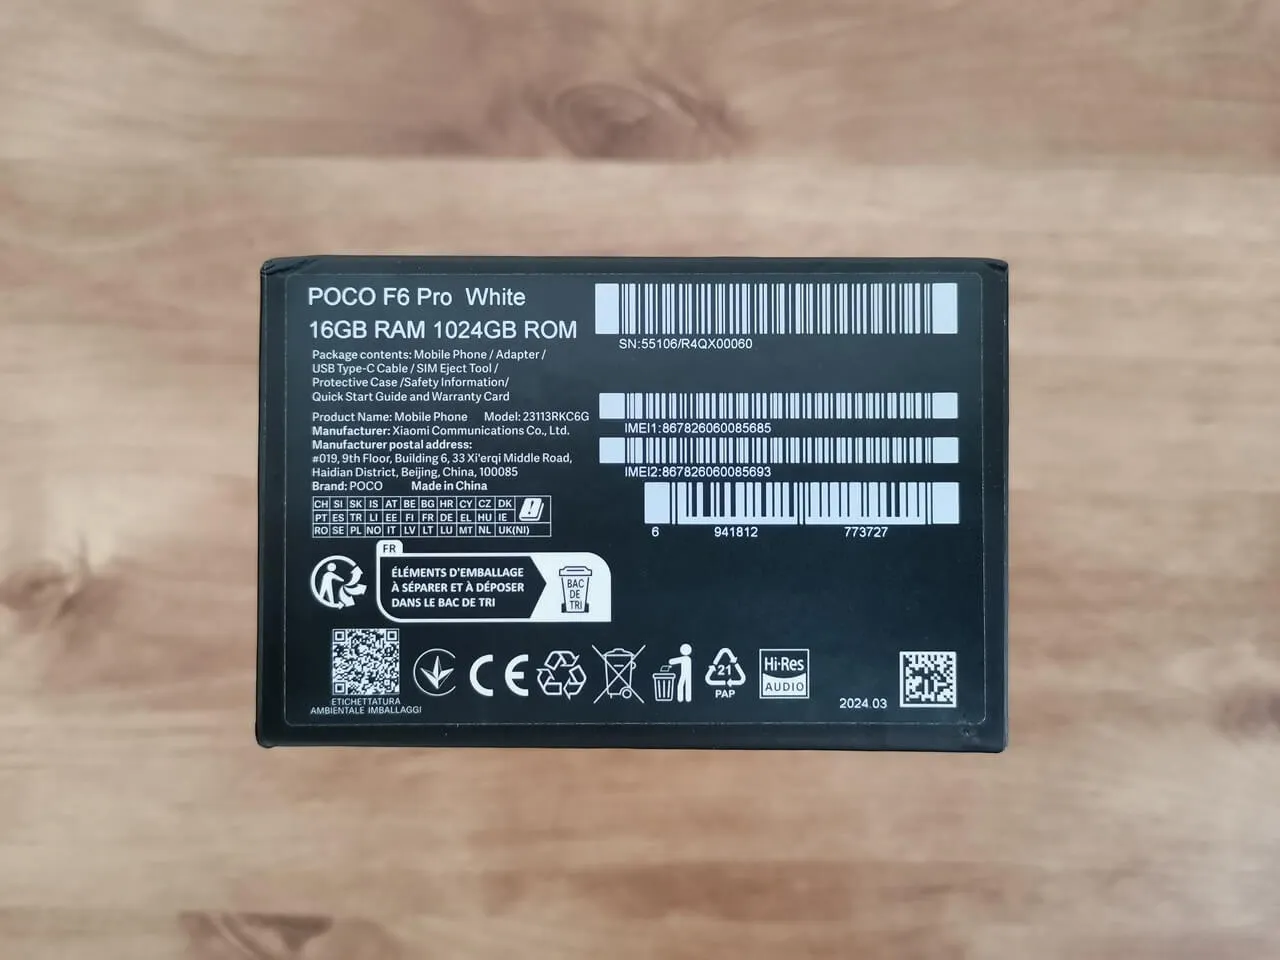 POCO F6 Pro White
16GB RAM 1024GB ROM
Package contents: Mobile Phone / Adapter /
USB Type-C Cable / SIM Eject Tool /
Protective Case /Safety Information/
Quick Start Guide and Warranty Card
Product Name: Mobile Phone Model: 23113RKC6G
Manufacturer: Xiaomi Communications Co., Ltd.
Manufacturer postal address:
#019, 9th Floor, Building 6, 33 Xi'erqi Middle Road,
Haidian District, Beijing, China, 100085
Brand: POCO Made in China
CH SI SK IS AT BE BG HR CY CZ DK
PT ES TR LI EE FI FR DE EL HU IE
RO SE PL NO IT LV LT LU MT NL UK(NI)
SN:55106/R4QX00060
IMEI1:867826060085685
IMEI2:867826060085693
6 941812 773727
FR
ÉLÉMENTS D'EMBALLAGE
À SÉPARER ET À DÉPOSER
DANS LE BAC DE TRI
BAC
DE
TRI
ETICHETTATURA
AMBIENTALE IMBALLAGGI
CE
21
PAP
Hi-Res
AUDIO
2024.03